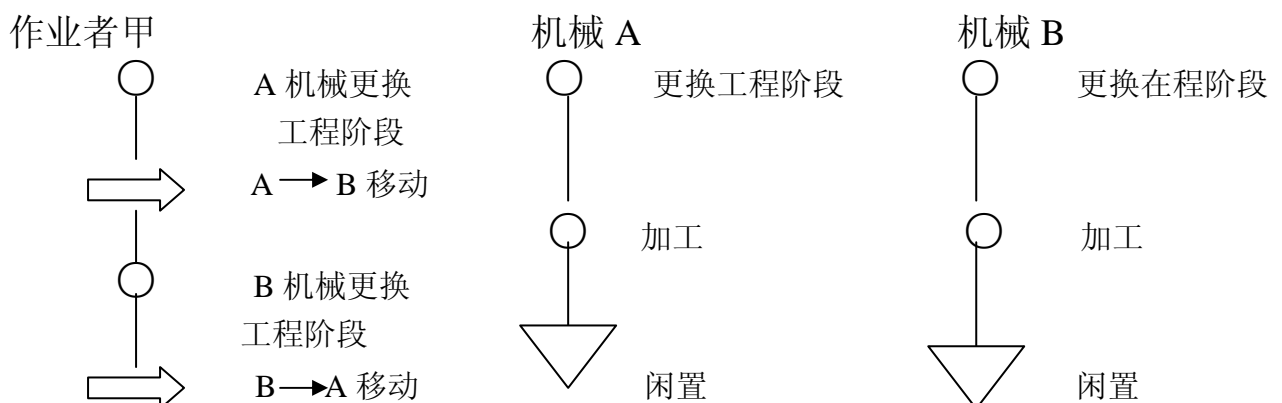 作业者甲
机械 A
机械 B
A 机械更换
工程阶段
更换工程阶段
更换在程阶段
A → B 移动
加工
加工
B 机械更换
工程阶段
B → A 移动
闲置
闲置